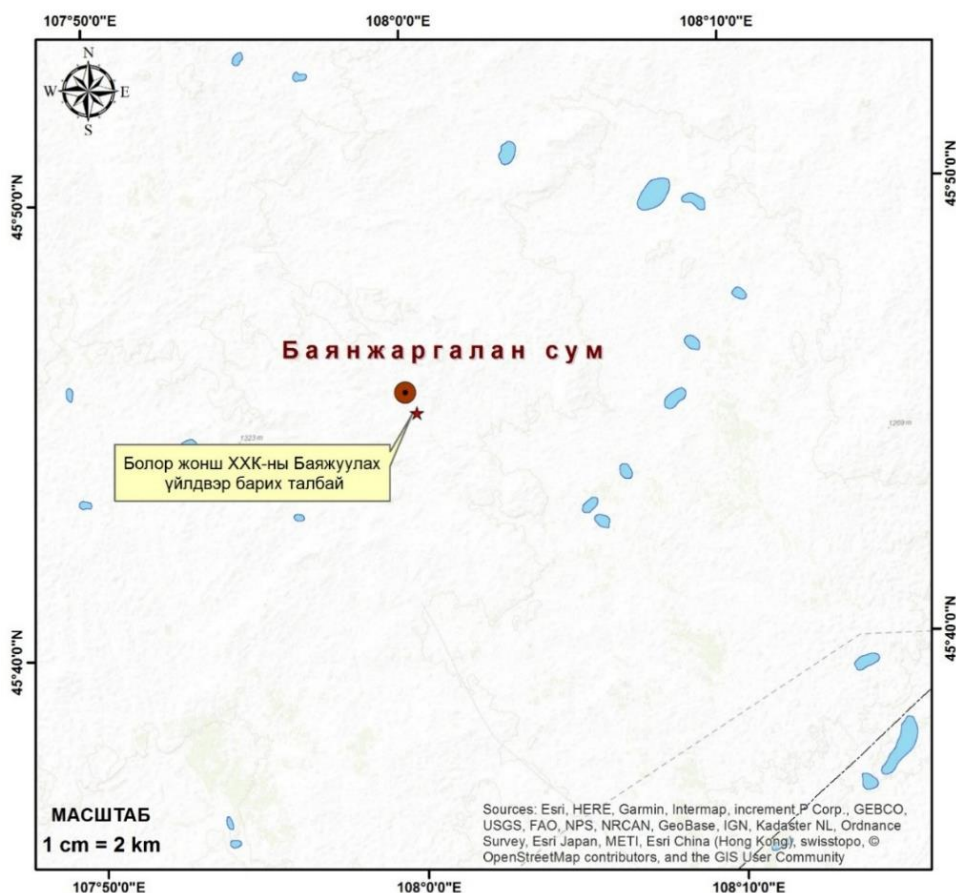 107°50'0"E 108°0'0"E 108°10'0"E
N
W E
S
45°50'0"N
45°50'0"N
Баянжаргалан сум
1323 m
1269 m
Болор жонш ХХК-ны Баяжуулах
үйлдвэр барих талбай
45°40'0"N
45°40'0"N
МАСШТАБ
1 cm = 2 km
Sources: Esri, HERE, Garmin, Intermap, increment P Corp., GEBCO,
USGS, FAO, NPS, NRCAN, GeoBase, IGN, Kadaster NL, Ordnance
Survey, Esri Japan, METI, Esri China (Hong Kong), swisstopo, ©
OpenStreetMap contributors, and the GIS User Community
107°50'0"E 108°0'0"E 108°10'0"E